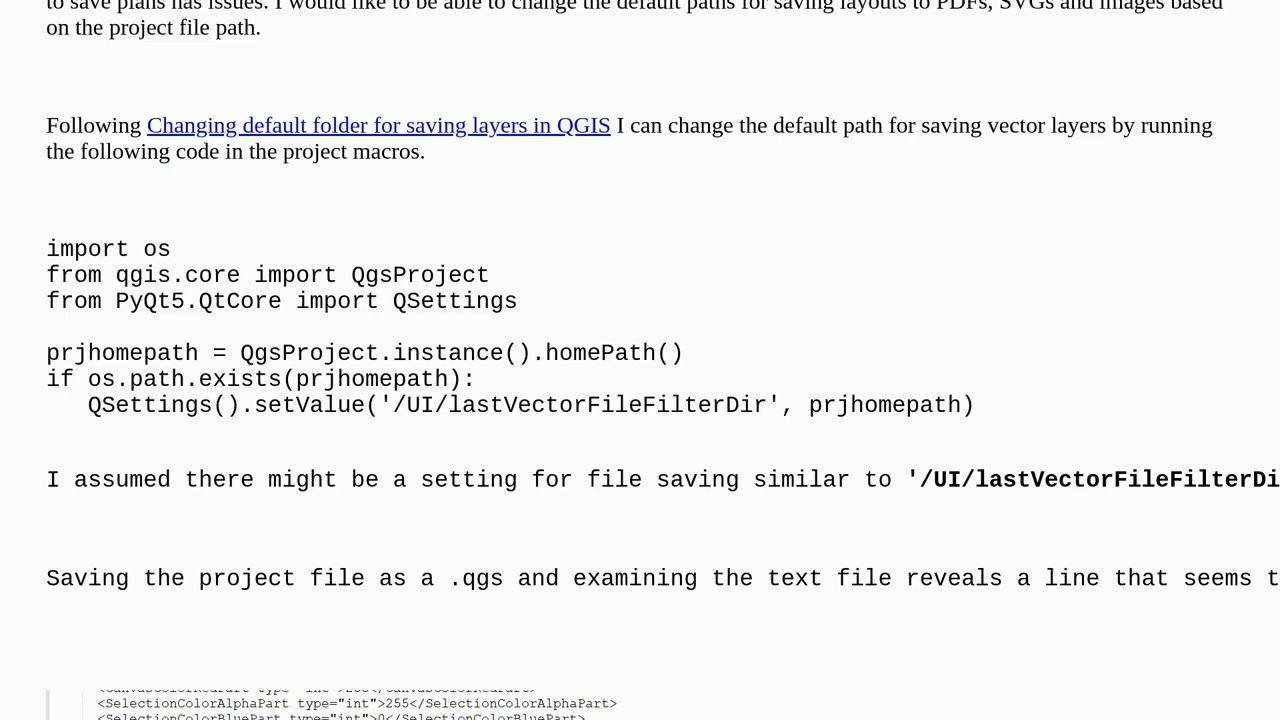 to save plans has issues. I would like to be able to change the default paths for saving layouts to PDFs, SVGs and images based
on the project file path.
Following Changing default folder for saving layers in QGIS I can change the default path for saving vector layers by running
the following code in the project macros.
import os
from qgis.core import QgsProject
from PyQt5.QtCore import QSettings
prjhomepath = QgsProject.instance().homePath()
if os.path.exists(prjhomepath):
   QSettings().setValue('/UI/lastVectorFileFilterDir', prjhomepath)
I assumed there might be a setting for file saving similar to '/UI/lastVectorFileFilterDi
Saving the project file as a .qgs and examining the text file reveals a line that seems t
<SelectionColorAlphaPart type="int">255</SelectionColorAlphaPart>
<SelectionColorBluePart type="int">0</SelectionColorBluePart>